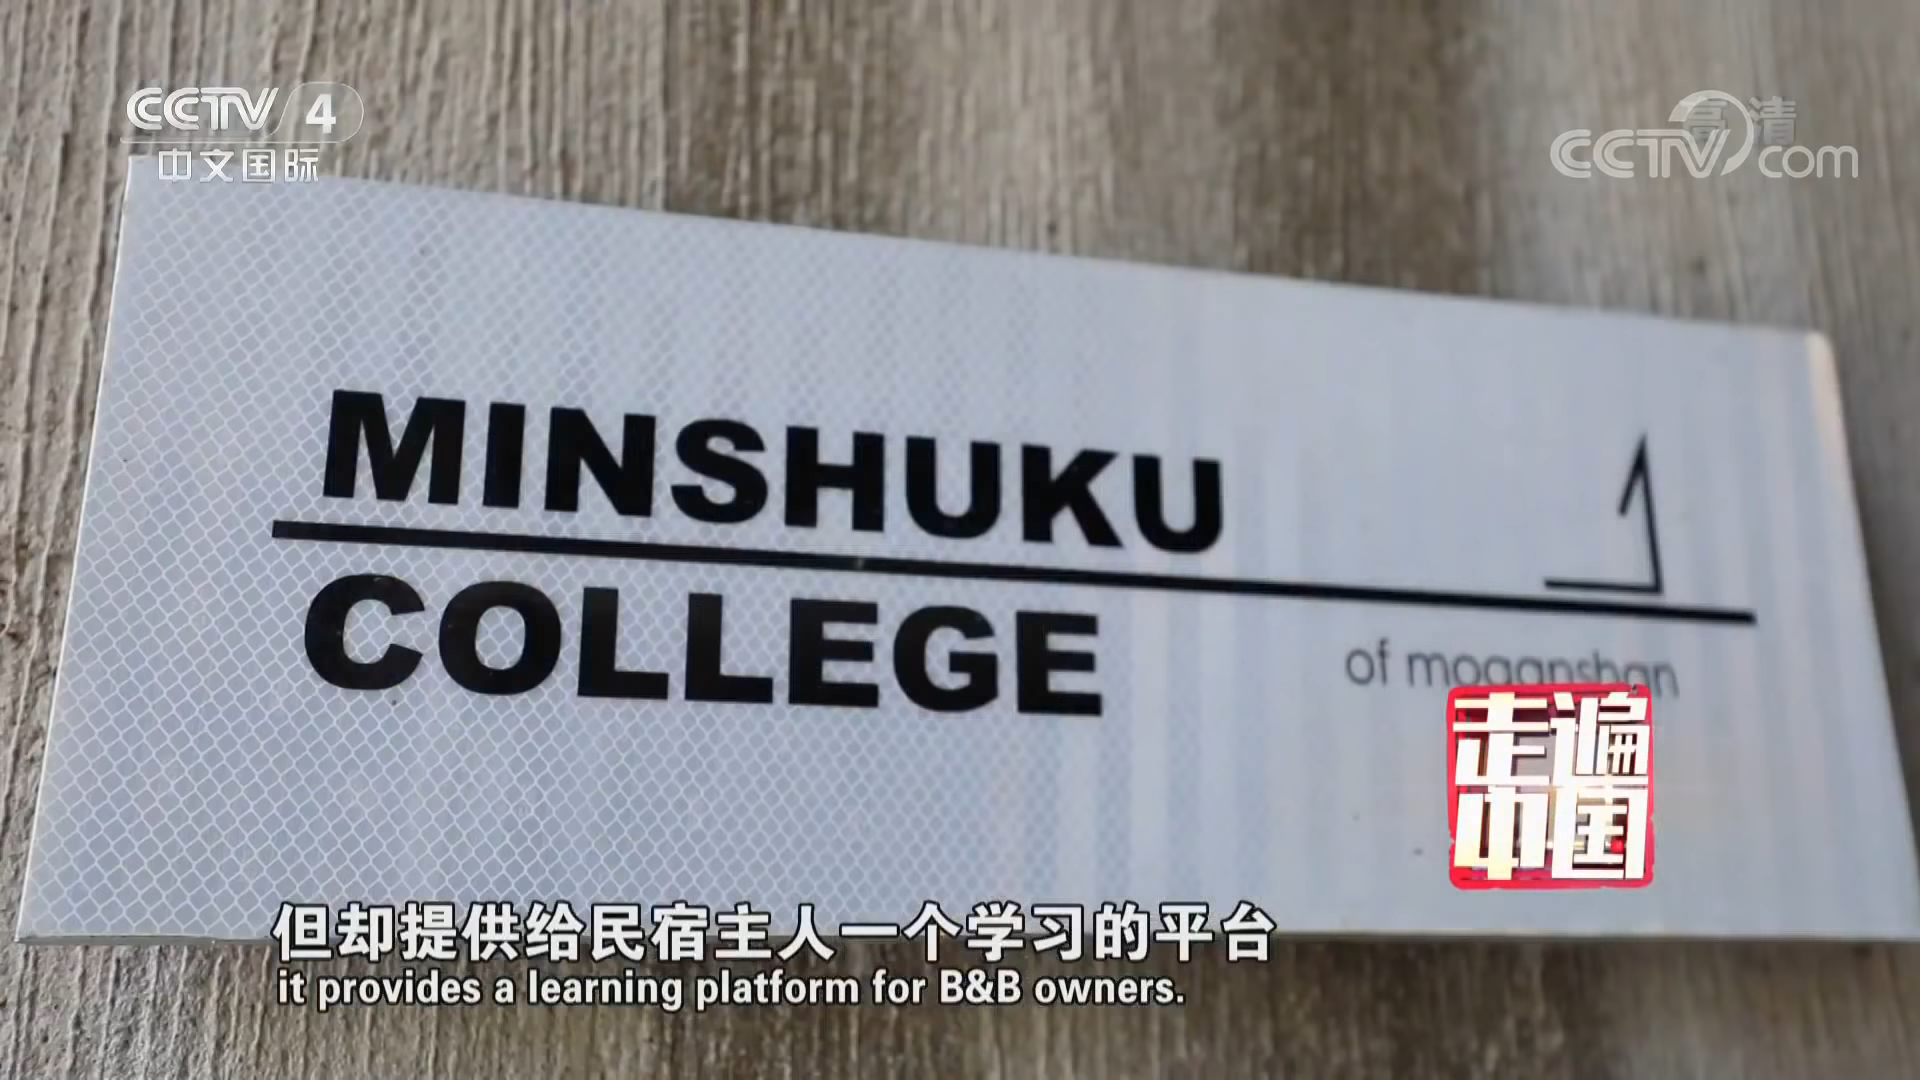 CCTV 4
中文国际
高清
CCTV.com
MINSHUKU
COLLEGE
of moganshan
走遍
中国
但却提供给民宿主人一个学习的平台
it provides a learning platform for B&B owners.